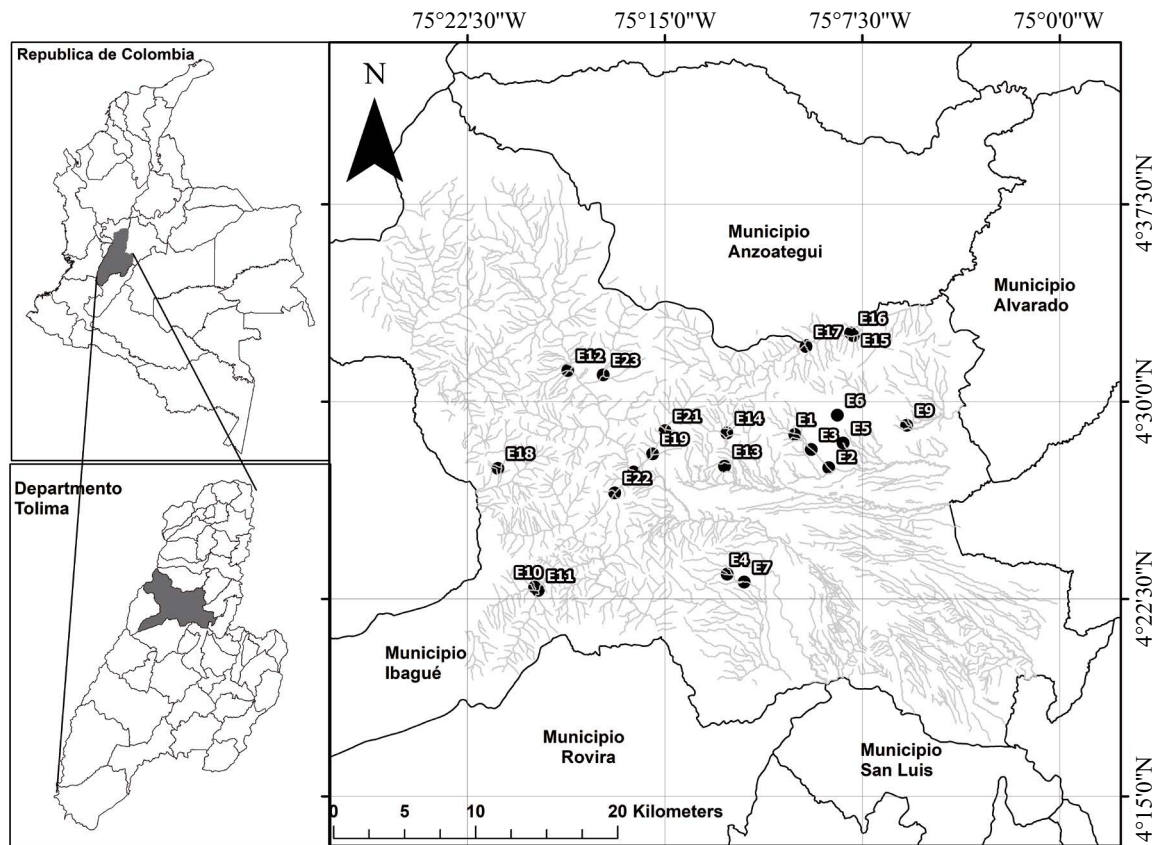 75°22'30"W 75°15'0"W 75°7'30"W 75°0'0"W
Republica de Colombia
N
4°37'30"N
Municipio
Anzoategui
Municipio
Alvarado
E16
E17
E15
E12
E23
4°30'0"N
E6
E9
E21
E14
E1
E5
E3
E19
E2
E18
E13
E22
Departmento
Tolima
E4
E7
E10
E11
4°22'30"N
Municipio
Ibagué
Municipio
Rovira
Municipio
San Luis
4°15'0"N
0 5 10 20 Kilometers